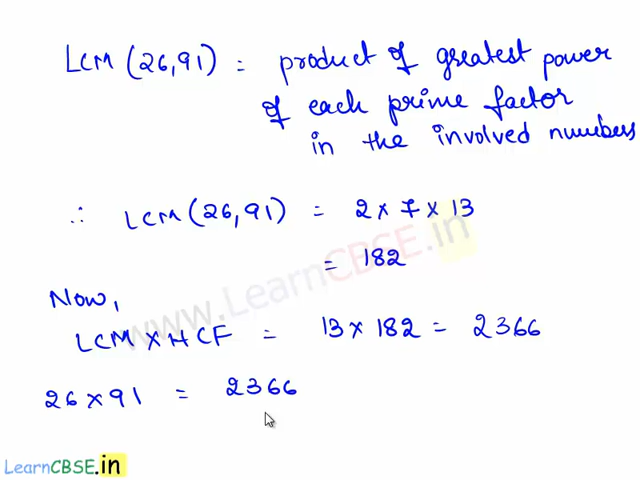 LCM (26,91) = product of greatest power
of each prime factor
in the involved numbers
∴ LCM (26,91) = 2 × 7 × 13
= 182
www.LearnCBSE.in
Now,
LCM × HCF = 13 × 182 = 2366
26 × 91 = 2366
LearnCBSE.in